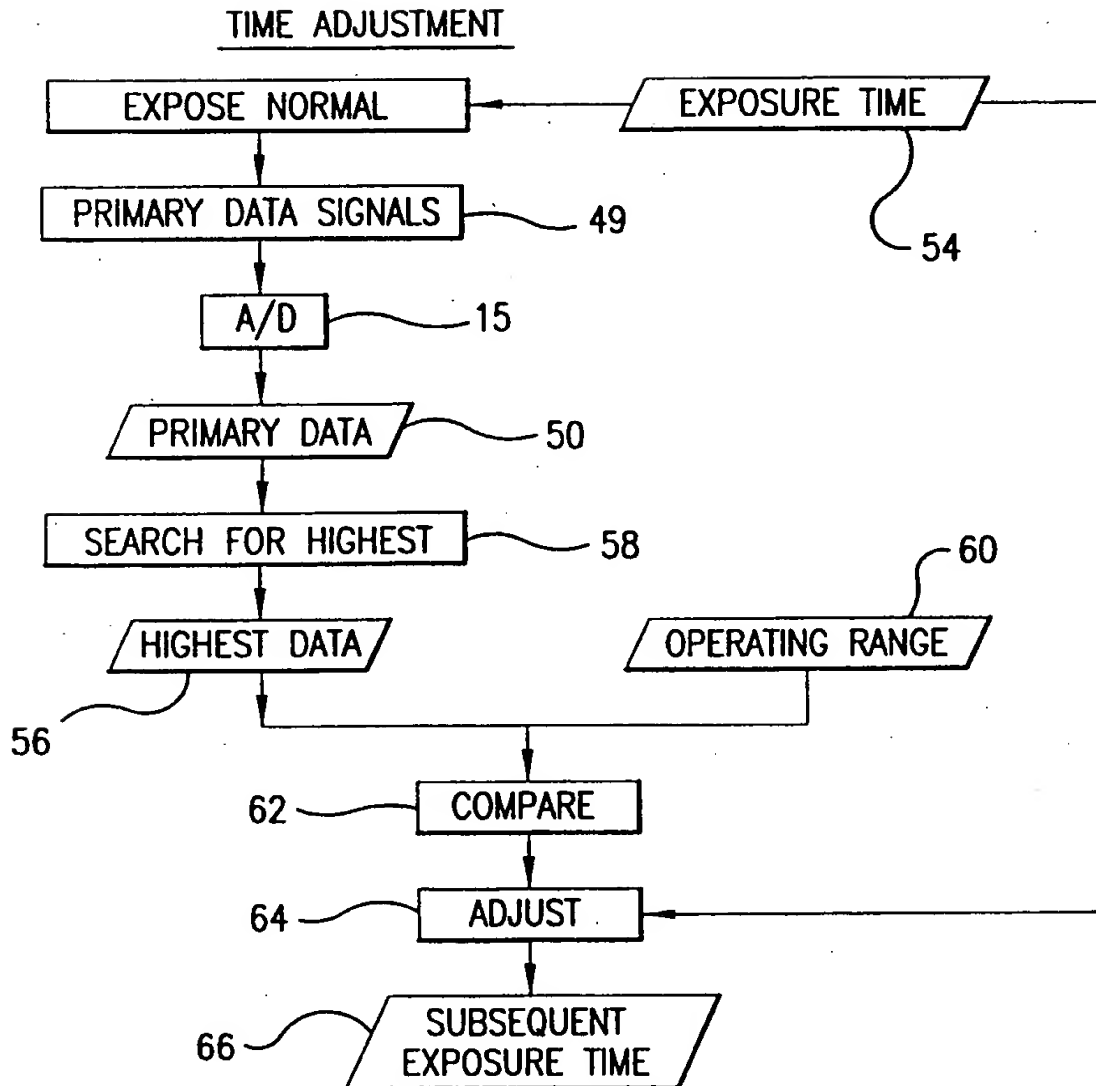 TIME ADJUSTMENT
EXPOSE NORMAL
EXPOSURE TIME
54
PRIMARY DATA SIGNALS
49
A/D
15
PRIMARY DATA
50
SEARCH FOR HIGHEST
58
60
HIGHEST DATA
OPERATING RANGE
56
62
COMPARE
64
ADJUST
66
SUBSEQUENT
EXPOSURE TIME